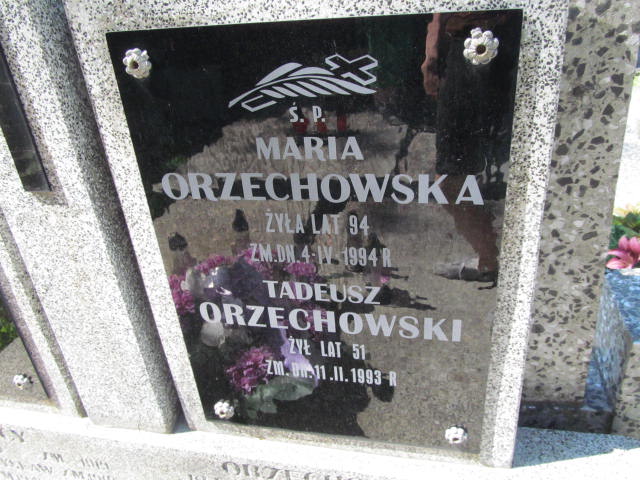 Ś. P.
MARIA
ORZECHOWSKA
ŻYŁA LAT 94
ZM. DN. 4-IV-1994 R
TADEUSZ
ORZECHOWSKI
ŻYŁ LAT 51
ZM. DN. 11.II.1993 R